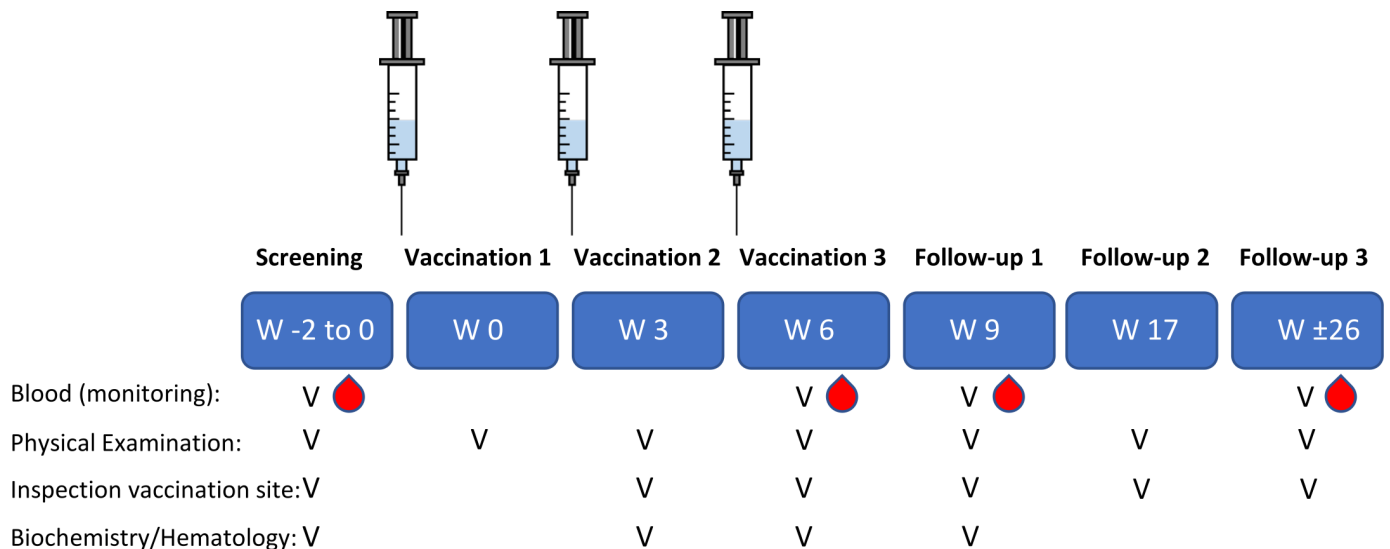 Screening Vaccination 1 Vaccination 2 Vaccination 3 Follow-up 1 Follow-up 2 Follow-up 3
W -2 to 0 W 0 W 3 W 6 W 9 W 17 W ±26
Blood (monitoring): V V V V
Physical Examination: V V V V V V V
Inspection vaccination site: V V V V V V
Biochemistry/Hematology: V V V V